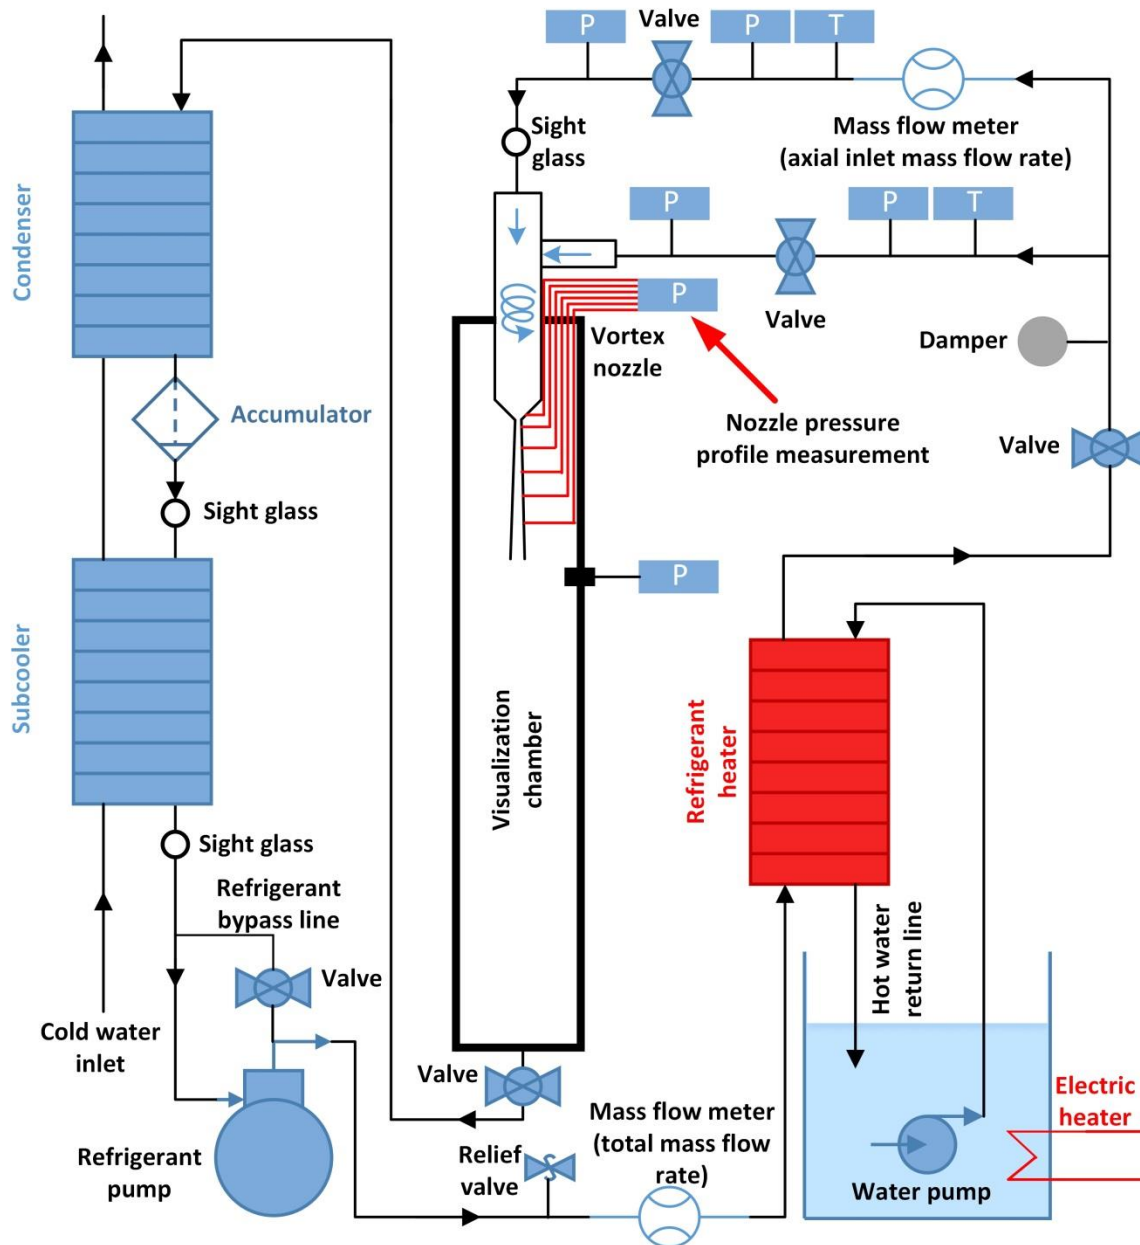 P
Valve
P
T
Sight
glass
Mass flow meter
(axial inlet mass flow rate)
P
P
T
Valve
P
Vortex
nozzle
Nozzle pressure
profile measurement
Damper
Valve
Condenser
Accumulator
Sight glass
Subcooler
Sight glass
Refrigerant
bypass line
Valve
Cold water
inlet
Refrigerant
pump
P
Visualization
chamber
Valve
Relief
valve
Mass flow meter
(total mass flow
rate)
Refrigerant
heater
Hot water
return line
Electric
heater
Water pump